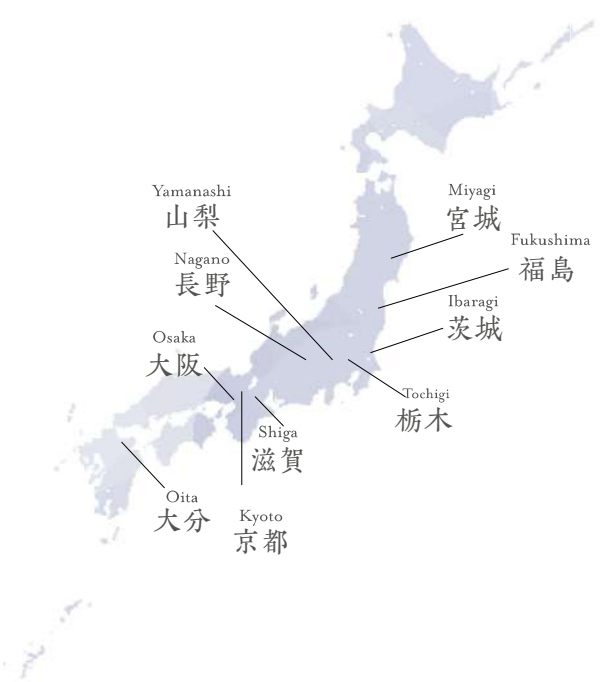 Yamanashi
山梨
Miyagi
宮城
Fukushima
福島
Nagano
長野
Ibaragi
茨城
Osaka
大阪
Tochigi
栃木
Shiga
滋賀
Oita
大分
Kyoto
京都